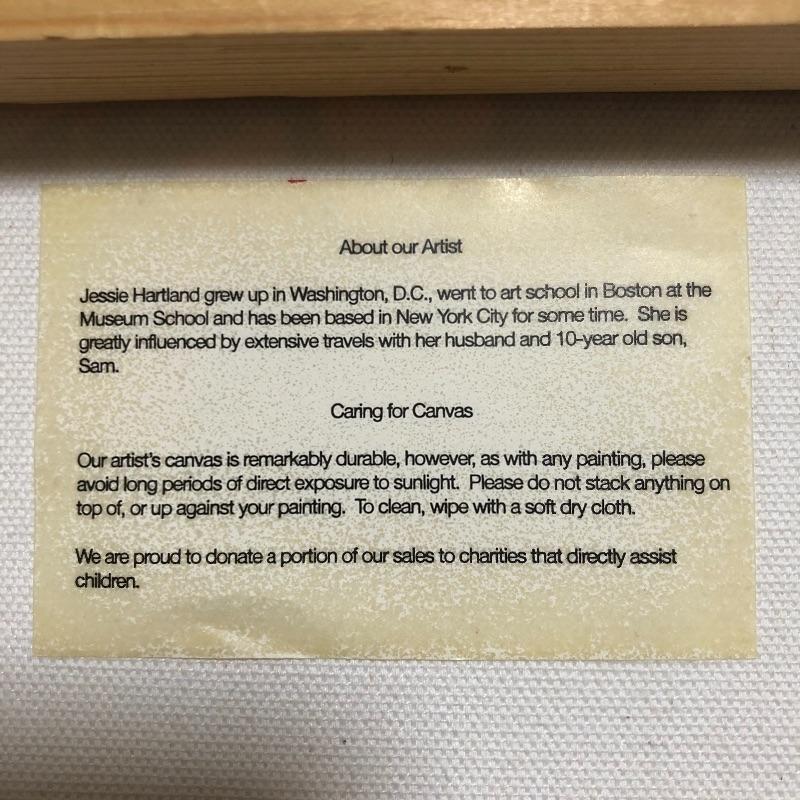 About our Artist
Jessie Hartland grew up in Washington, D.C., went to art school in Boston at the
Museum School and has been based in New York City for some time.  She is
greatly influenced by extensive travels with her husband and 10-year old son,
Sam.
Caring for Canvas
Our artist's canvas is remarkably durable, however, as with any painting, please
avoid long periods of direct exposure to sunlight.  Please do not stack anything on
top of, or up against your painting.  To clean, wipe with a soft dry cloth.
We are proud to donate a portion of our sales to charities that directly assist
children.